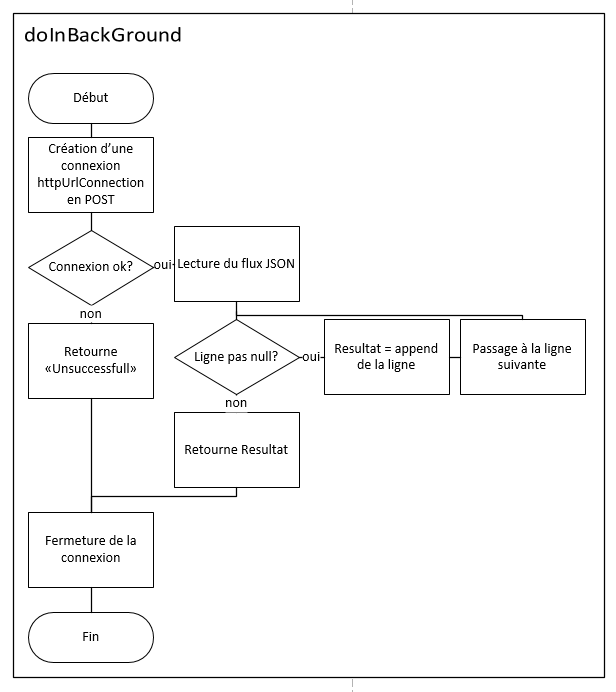 doInBackGround
Début
Création d'une
connexion
httpUrlConnection
en POST
Connexion ok?
oui
Lecture du flux JSON
non
Retourne
«Unsuccessfull»
Ligne pas null?
oui
Resultat = append
de la ligne
Passage à la ligne
suivante
non
Retourne Resultat
Fermeture de la
connexion
Fin